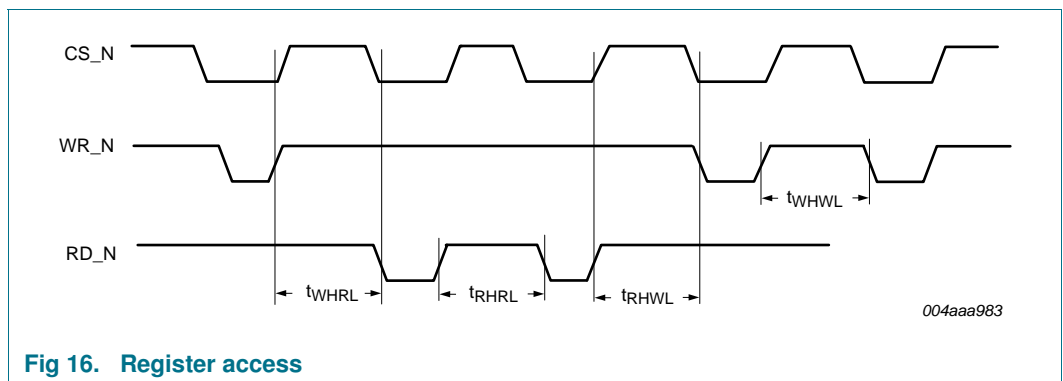 CS_N
WR_N
tWHWL
RD_N
tWHRL
tRHRL
tRHWL
004aaa983
Fig 16. Register access